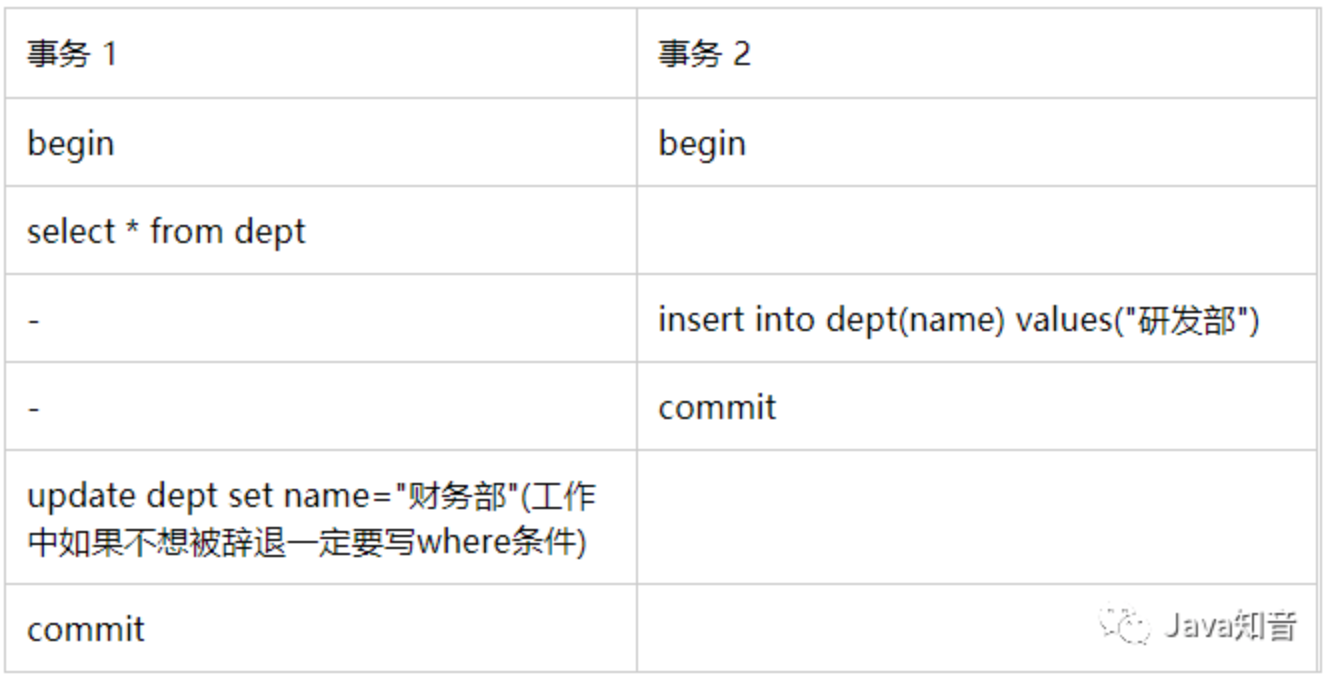 事务 1
事务 2
begin
begin
select * from dept
-
insert into dept(name) values("研发部")
-
commit
update dept set name="财务部"(工作
中如果不想被辞退一定要写where条件)
commit
Java知音